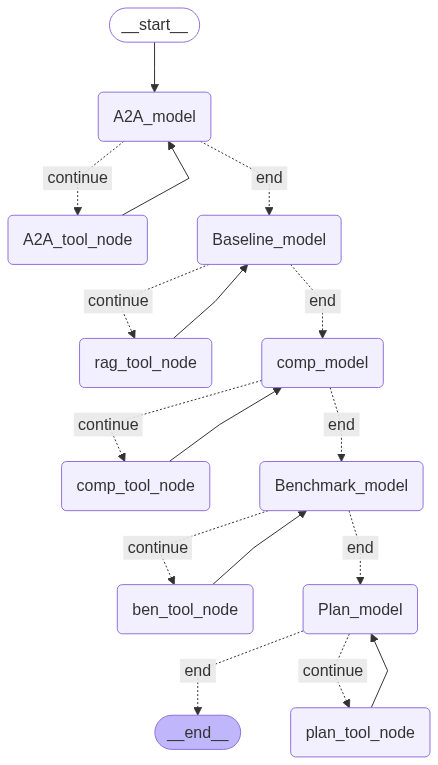 __start__
A2A_model
continue
end
A2A_tool_node
Baseline_model
continue
end
rag_tool_node
comp_model
continue
end
comp_tool_node
Benchmark_model
continue
end
ben_tool_node
Plan_model
end
continue
__end__
plan_tool_node